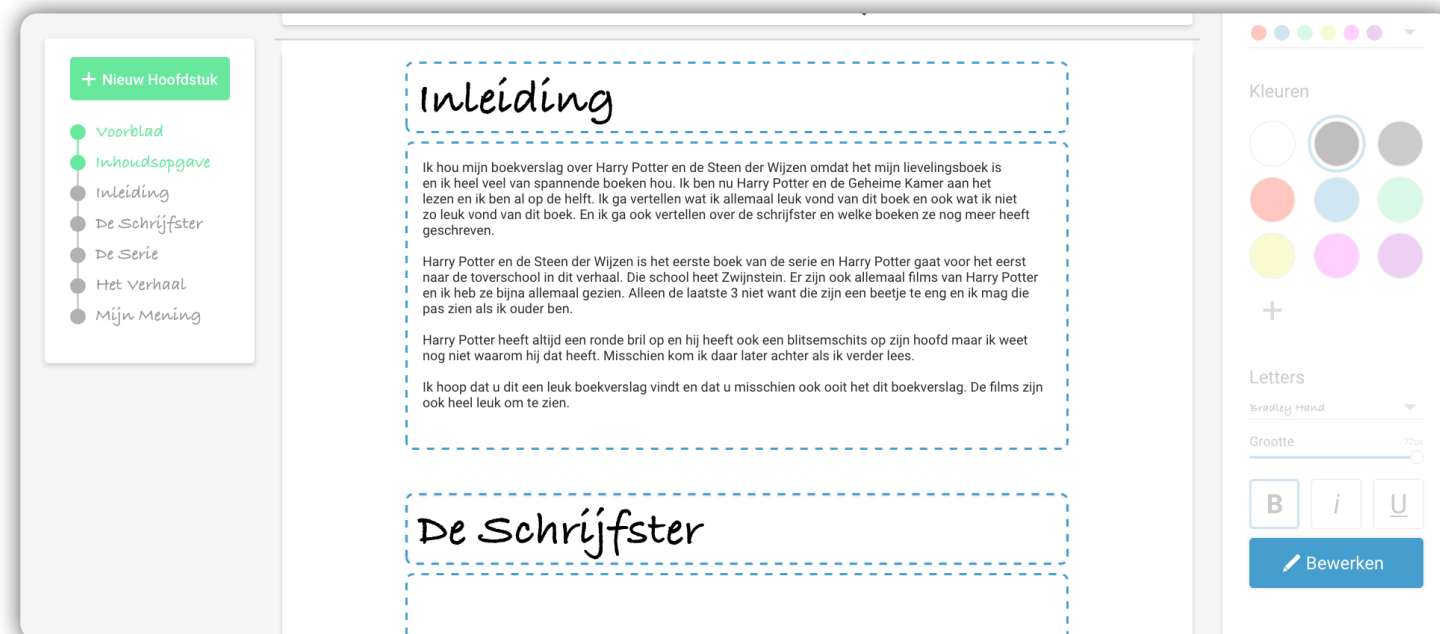 Nieuw Hoofdstuk
Voorblad
Inhoudsopgave
Inleiding
De Schrijfster
De Serie
Het Verhaal
Mijn Mening
Inleiding
Ik hou mijn boekverslag over Harry Potter en de Steen der Wijzen omdat het mijn lievelingsboek is
en ik heel veel van spannende boeken hou. Ik ben nu Harry Potter en de Geheime Kamer aan het
lezen en ik ben al op de helft. Ik ga vertellen wat ik allemaal leuk vond van dit boek en ook wat ik niet
zo leuk vond van dit boek. En ik ga ook vertellen over de schrijfster en welke boeken ze nog meer heeft
geschreven.
Harry Potter en de Steen der Wijzen is het eerste boek van de serie en Harry Potter gaat voor het eerst
naar de toverschool in dit verhaal. Die school heet Zwijnstein. Er zijn ook allemaal films van Harry Potter
en ik heb ze bijna allemaal gezien. Alleen de laatste 3 niet want die zijn een beetje te eng en ik mag die
pas zien als ik ouder ben.
Harry Potter heeft altijd een ronde bril op en hij heeft ook een blitsemschits op zijn hoofd maar ik weet
nog niet waarom hij dat heeft. Misschien kom ik daar later achter als ik verder lees.
Ik hoop dat u dit een leuk boekverslag vindt en dat u misschien ook ooit het dit boekverslag. De films zijn
ook heel leuk om te zien.
De Schrijfster
Kleuren
Letters
Bradley Hand
Grootte
72px
B
i
U
Bewerken